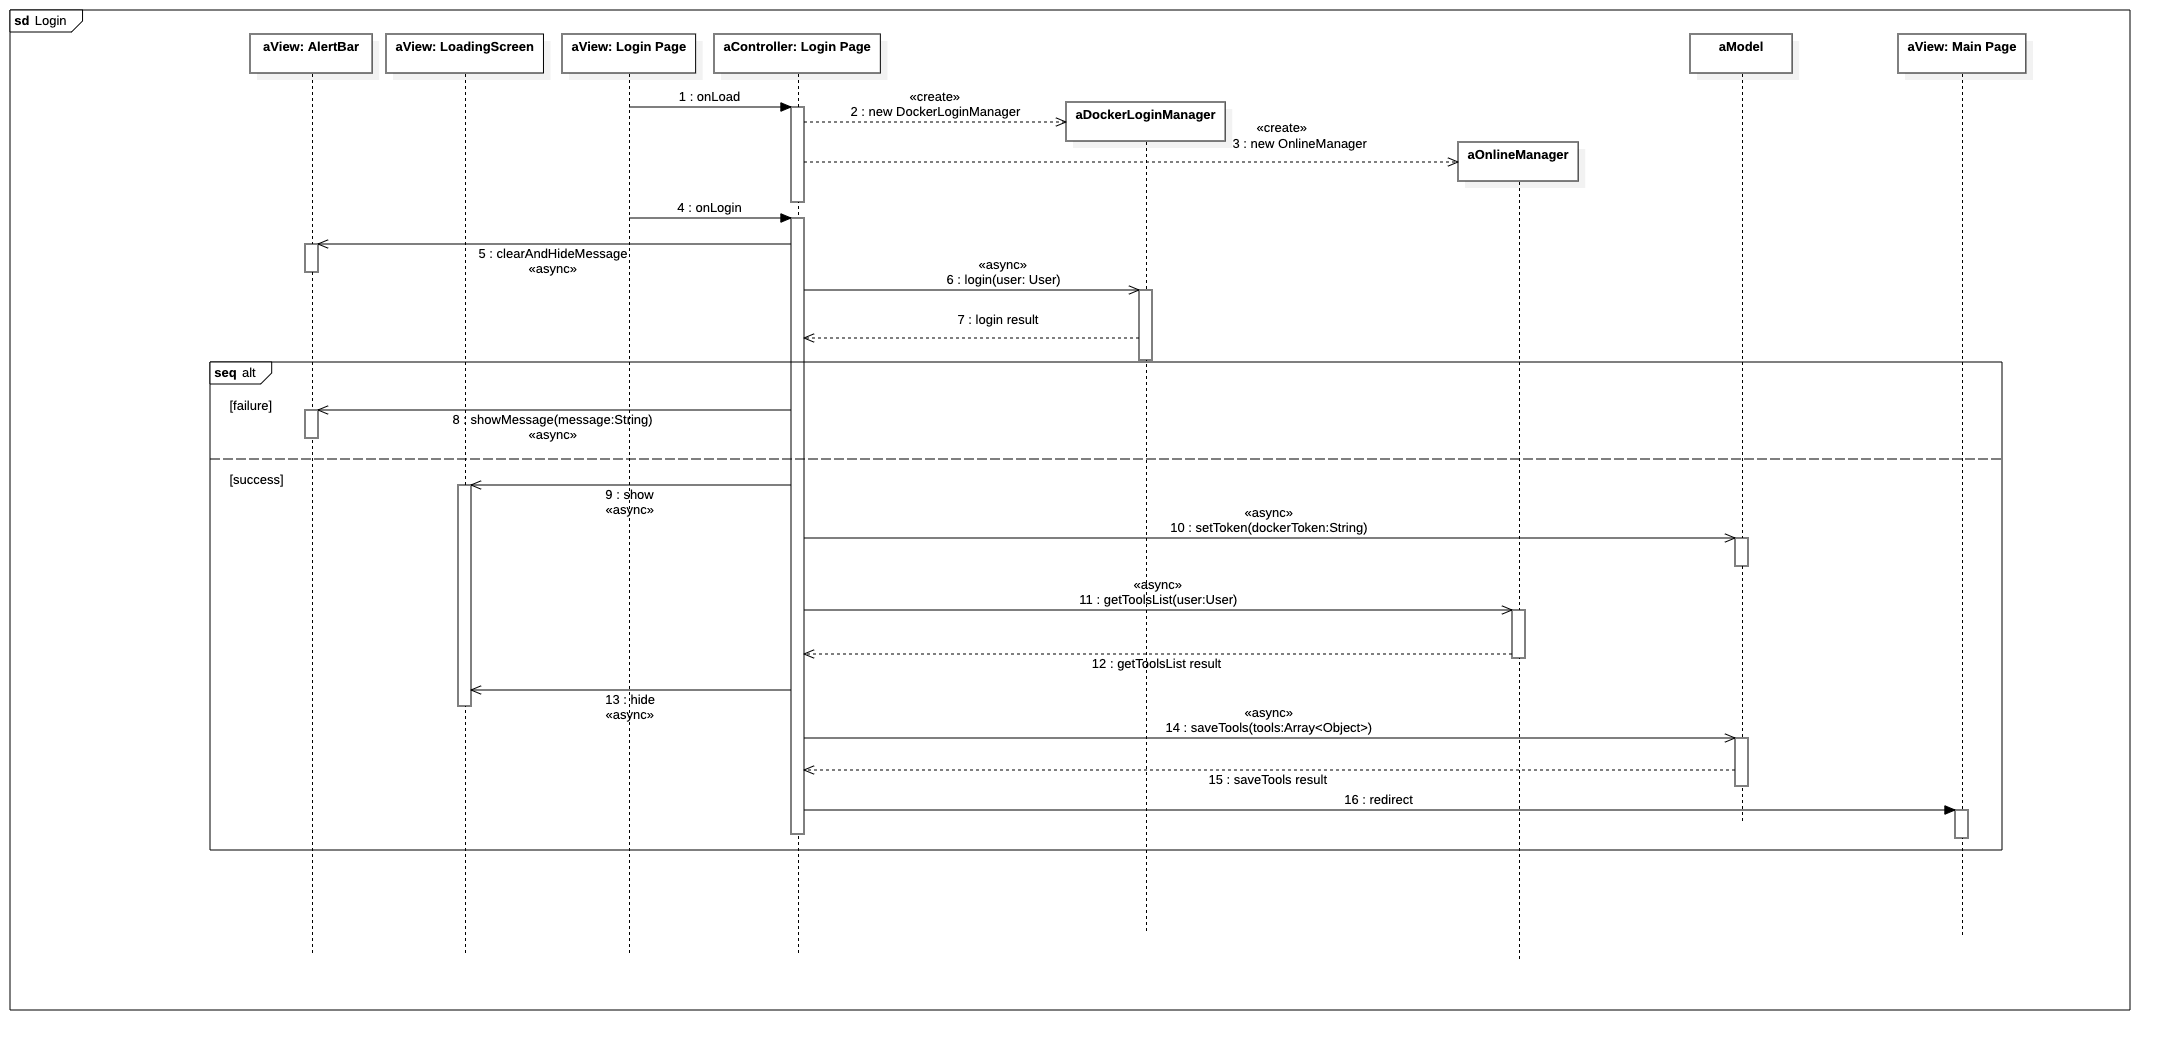 sd Login
aView: AlertBar
aView: LoadingScreen
aView: Login Page
aController: Login Page
aModel
aView: Main Page
1 : onLoad
«create»
2 : new DockerLoginManager
aDockerLoginManager
«create»
3 : new OnlineManager
aOnlineManager
4 : onLogin
5 : clearAndHideMessage
«async»
«async»
6 : login(user: User)
7 : login result
seq alt
[failure]
8 : showMessage(message:String)
«async»
[success]
9 : show
«async»
«async»
10 : setToken(dockerToken:String)
«async»
11 : getToolsList(user:User)
12 : getToolsList result
13 : hide
«async»
«async»
14 : saveTools(tools:Array<Object>)
15 : saveTools result
16 : redirect